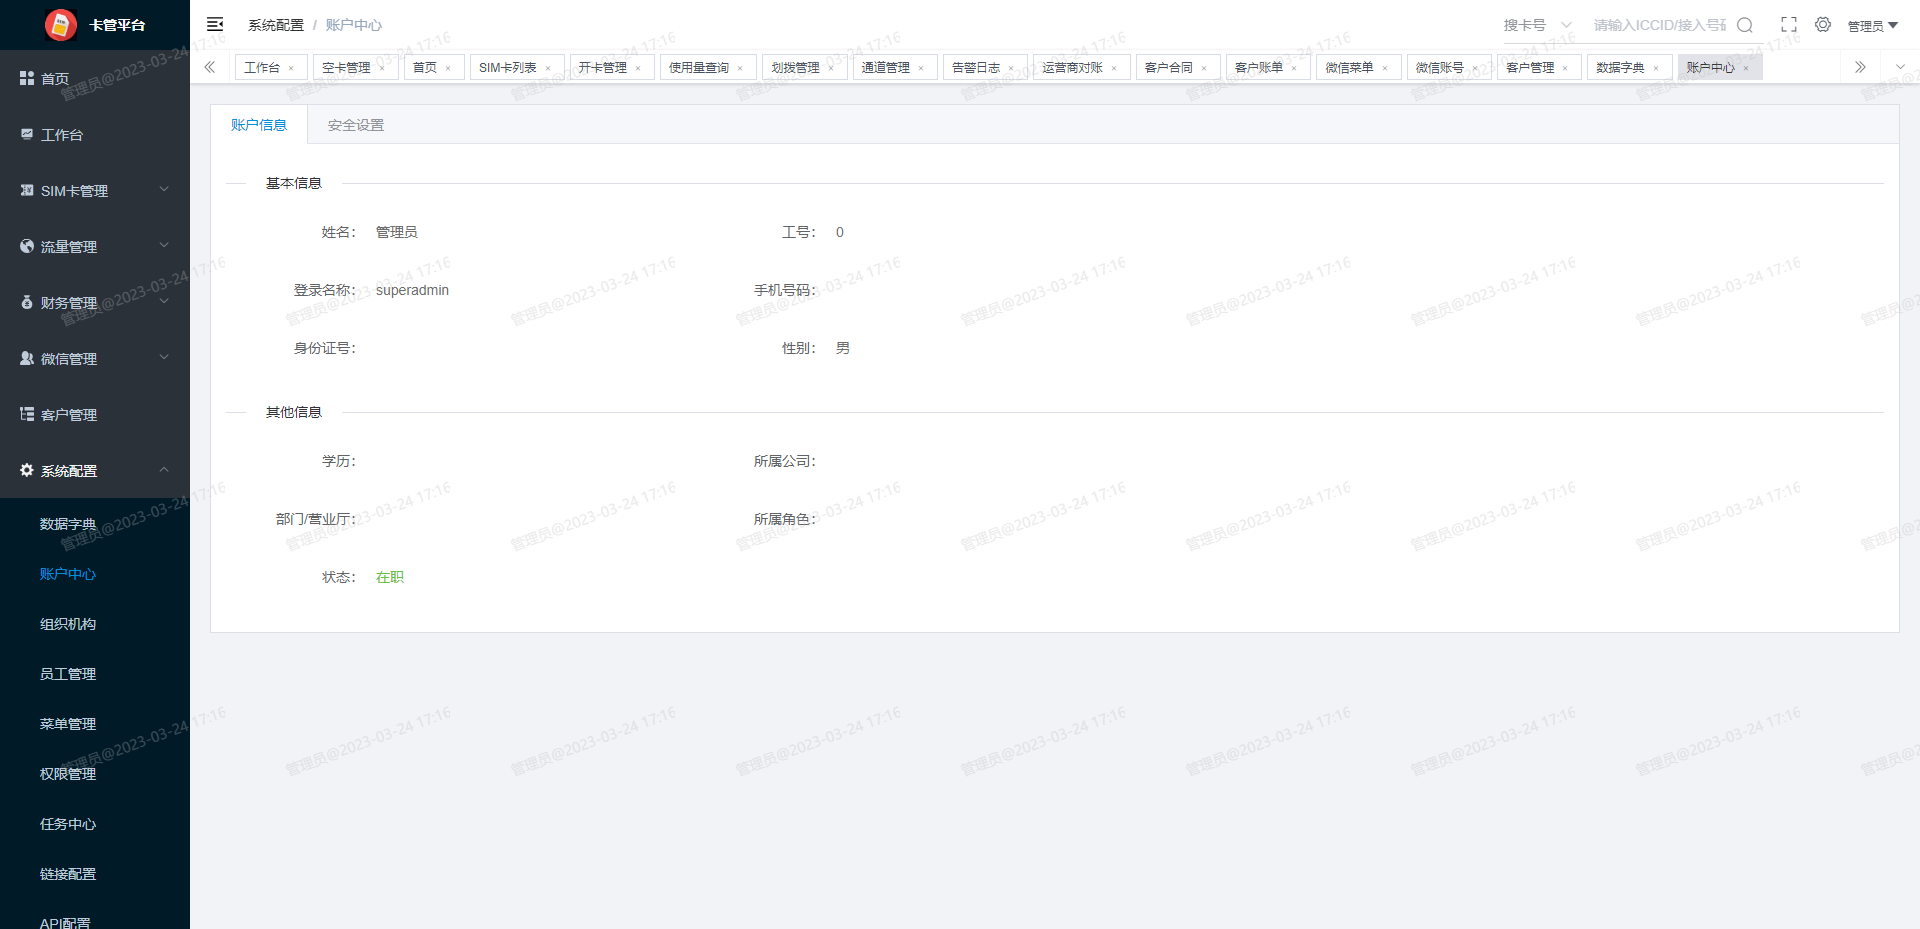 卡管平台
系统配置 / 账户中心
搜卡号
请输入ICCID/接入号码
管理员
工作台 空卡管理 首页 SIM卡列表 开卡管理 使用量查询 划拨管理 通道管理 告警日志 运营商对账 客户合同 客户账单 微信菜单 微信账号 客户管理 数据字典 账户中心
首页
工作台
SIM卡管理
流量管理
财务管理
微信管理
客户管理
系统配置
数据字典
账户中心
组织机构
员工管理
菜单管理
权限管理
任务中心
链接配置
API配置
账户信息 安全设置
基本信息
姓名： 管理员 工号： 0
登录名称： superadmin 手机号码：
身份证号： 性别： 男
其他信息
学历： 所属公司：
部门/营业厅： 所属角色：
状态： 在职
管理员@2023-03-24 17:16